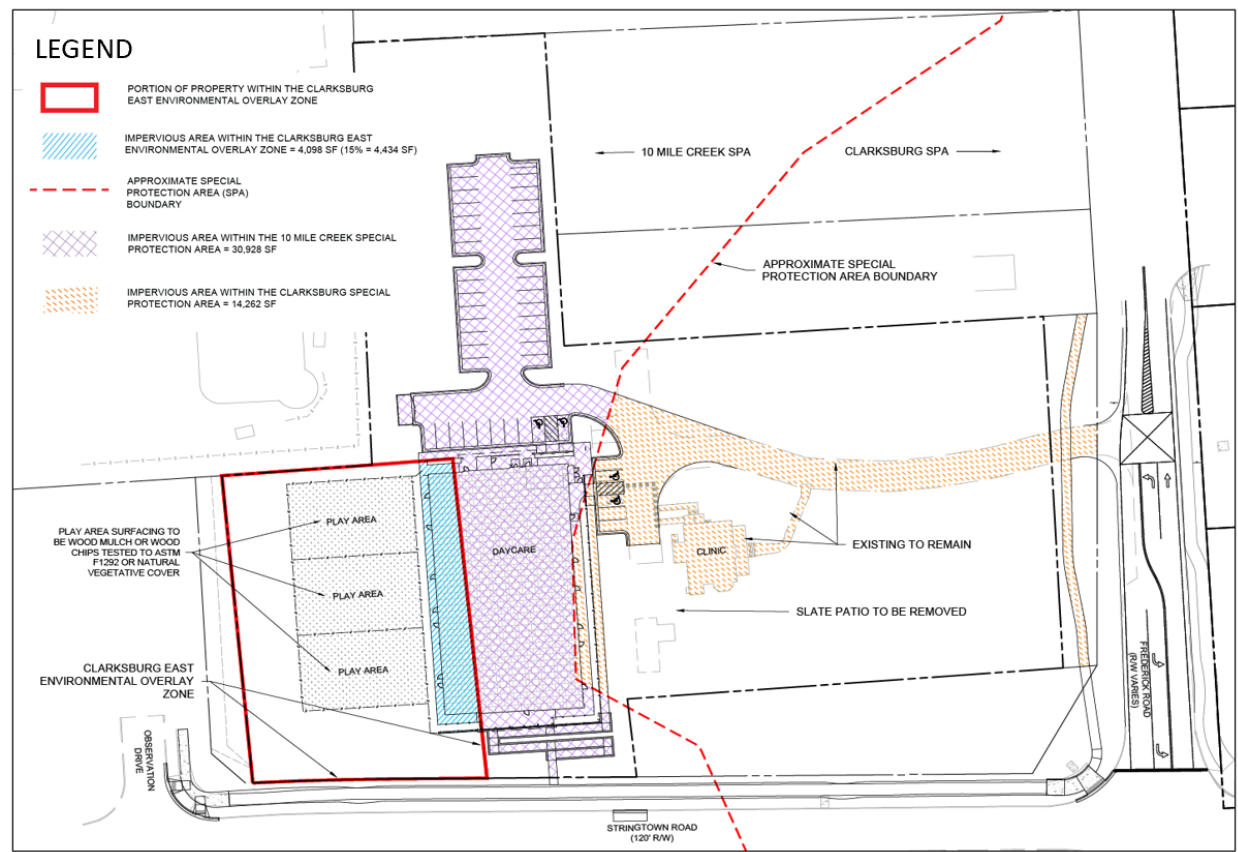 LEGEND
PORTION OF PROPERTY WITHIN THE CLARKSBURG
EAST ENVIRONMENTAL OVERLAY ZONE
IMPERVIOUS AREA WITHIN THE CLARKSBURG EAST
ENVIRONMENTAL OVERLAY ZONE = 4,098 SF (15% = 4,434 SF)
APPROXIMATE SPECIAL
PROTECTION AREA (SPA)
BOUNDARY
IMPERVIOUS AREA WITHIN THE 10 MILE CREEK SPECIAL
PROTECTION AREA = 30,928 SF
IMPERVIOUS AREA WITHIN THE CLARKSBURG SPECIAL
PROTECTION AREA = 14,262 SF
10 MILE CREEK SPA
CLARKSBURG SPA
APPROXIMATE SPECIAL
PROTECTION AREA BOUNDARY
PLAY AREA SURFACING TO
BE WOOD MULCH OR WOOD
CHIPS TESTED TO ASTM
F1292 OR NATURAL
VEGETATIVE COVER
PLAY AREA
PLAY AREA
PLAY AREA
DAYCARE
CLINIC
EXISTING TO REMAIN
SLATE PATIO TO BE REMOVED
CLARKSBURG EAST
ENVIRONMENTAL OVERLAY
ZONE
OBSERVATION
DRIVE
FREDERICK ROAD
(R/W VARIES)
STRINGTOWN ROAD
(120' R/W)